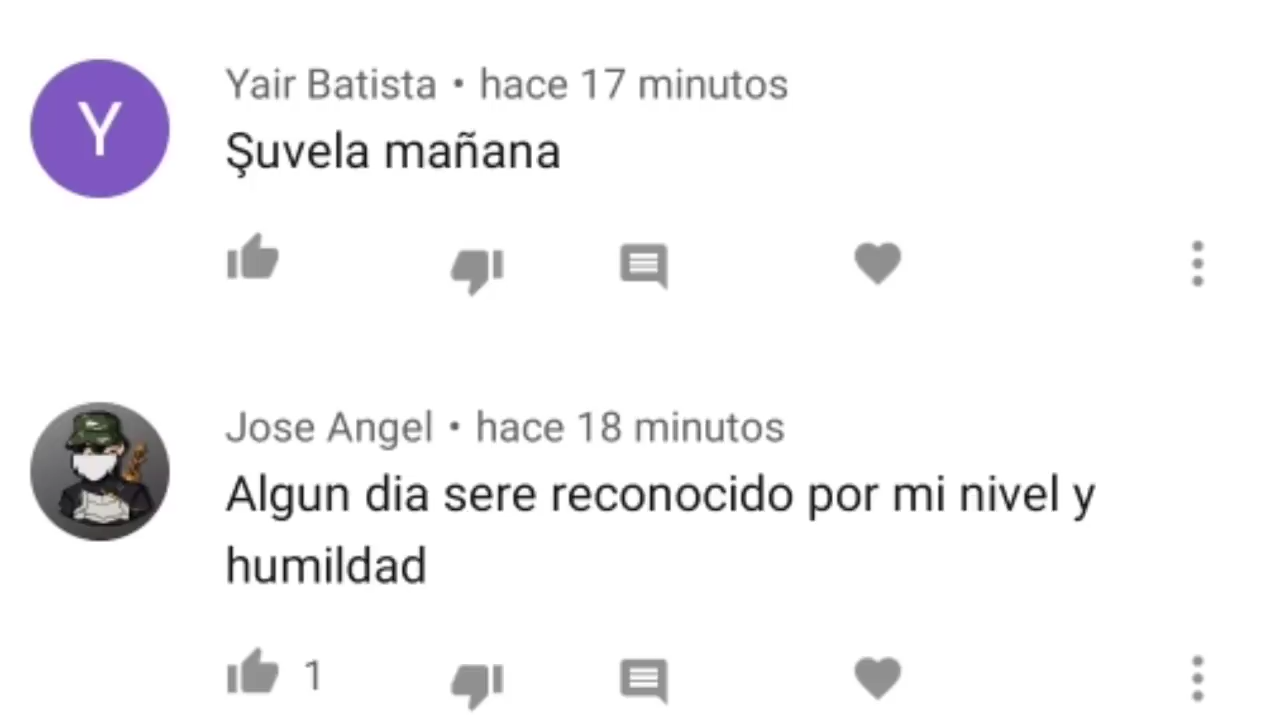 Y
Yair Batista • hace 17 minutos
Şuvela mañana
Jose Angel • hace 18 minutos
Algun dia sere reconocido por mi nivel y
humildad
1